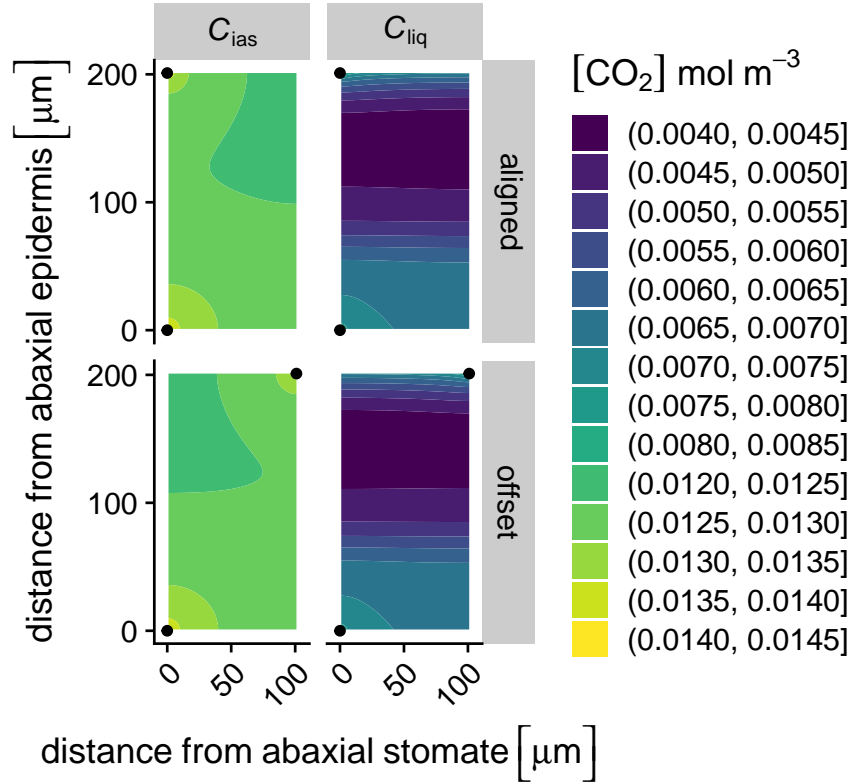 C_ias C_liq
distance from abaxial epidermis [μm]
200
100
0
aligned
200
100
0
offset
0 50 100 0 50 100
distance from abaxial stomate [μm]
[CO₂] mol m⁻³
(0.0040, 0.0045]
(0.0045, 0.0050]
(0.0050, 0.0055]
(0.0055, 0.0060]
(0.0060, 0.0065]
(0.0065, 0.0070]
(0.0070, 0.0075]
(0.0075, 0.0080]
(0.0080, 0.0085]
(0.0120, 0.0125]
(0.0125, 0.0130]
(0.0130, 0.0135]
(0.0135, 0.0140]
(0.0140, 0.0145]